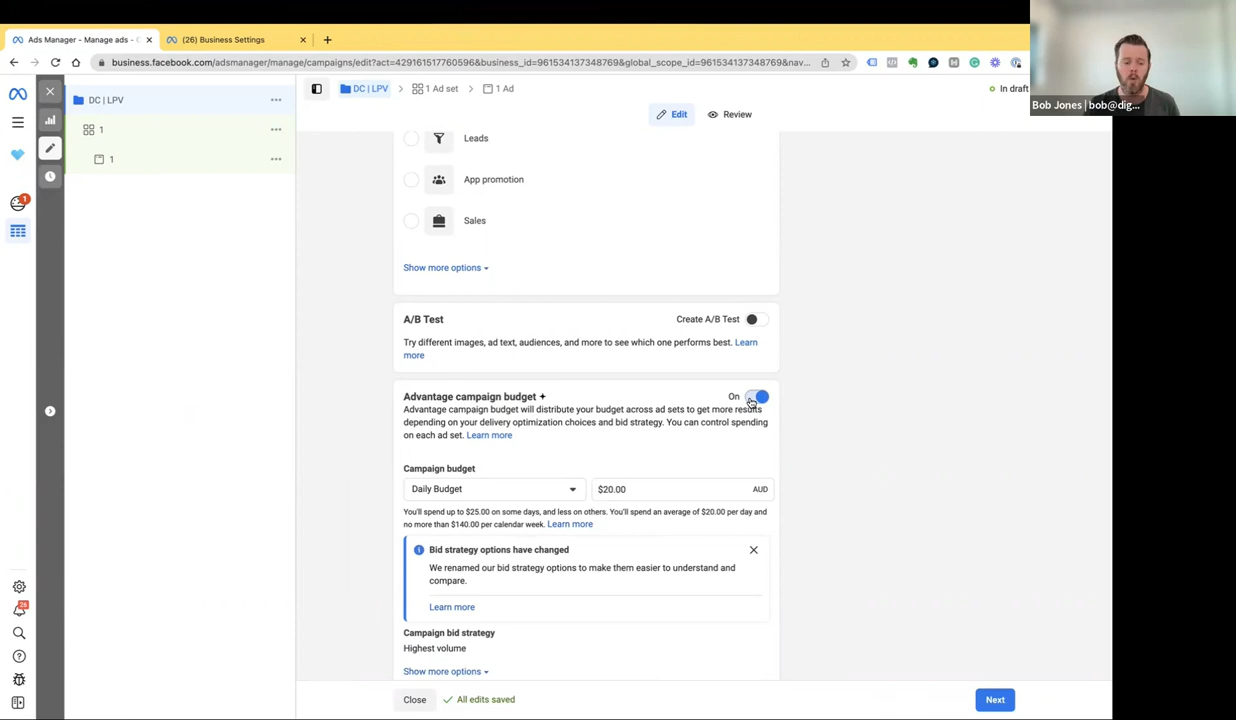 Ads Manager - Manage ads - C
(26) Business Settings
business.facebook.com/adsmanager/manage/campaigns/edit?act=429161517760596&business_id=961534137348769&global_scope_id=961534137348769&nav...
Bob Jones | bob@dig...
DC | LPV
1
1
DC | LPV
1 Ad set
1 Ad
In draft
Edit
Review
Leads
App promotion
Sales
Show more options
A/B Test
Create A/B Test
Try different images, ad text, audiences, and more to see which one performs best. Learn
more
Advantage campaign budget +
On
Advantage campaign budget will distribute your budget across ad sets to get more results
depending on your delivery optimization choices and bid strategy. You can control spending
on each ad set. Learn more
Campaign budget
Daily Budget
$20.00
AUD
You'll spend up to $25.00 on some days, and less on others. You'll spend an average of $20.00 per day and
no more than $140.00 per calendar week. Learn more
Bid strategy options have changed
We renamed our bid strategy options to make them easier to understand and
compare.
Learn more
Campaign bid strategy
Highest volume
Show more options
Close
All edits saved
Next
1
26